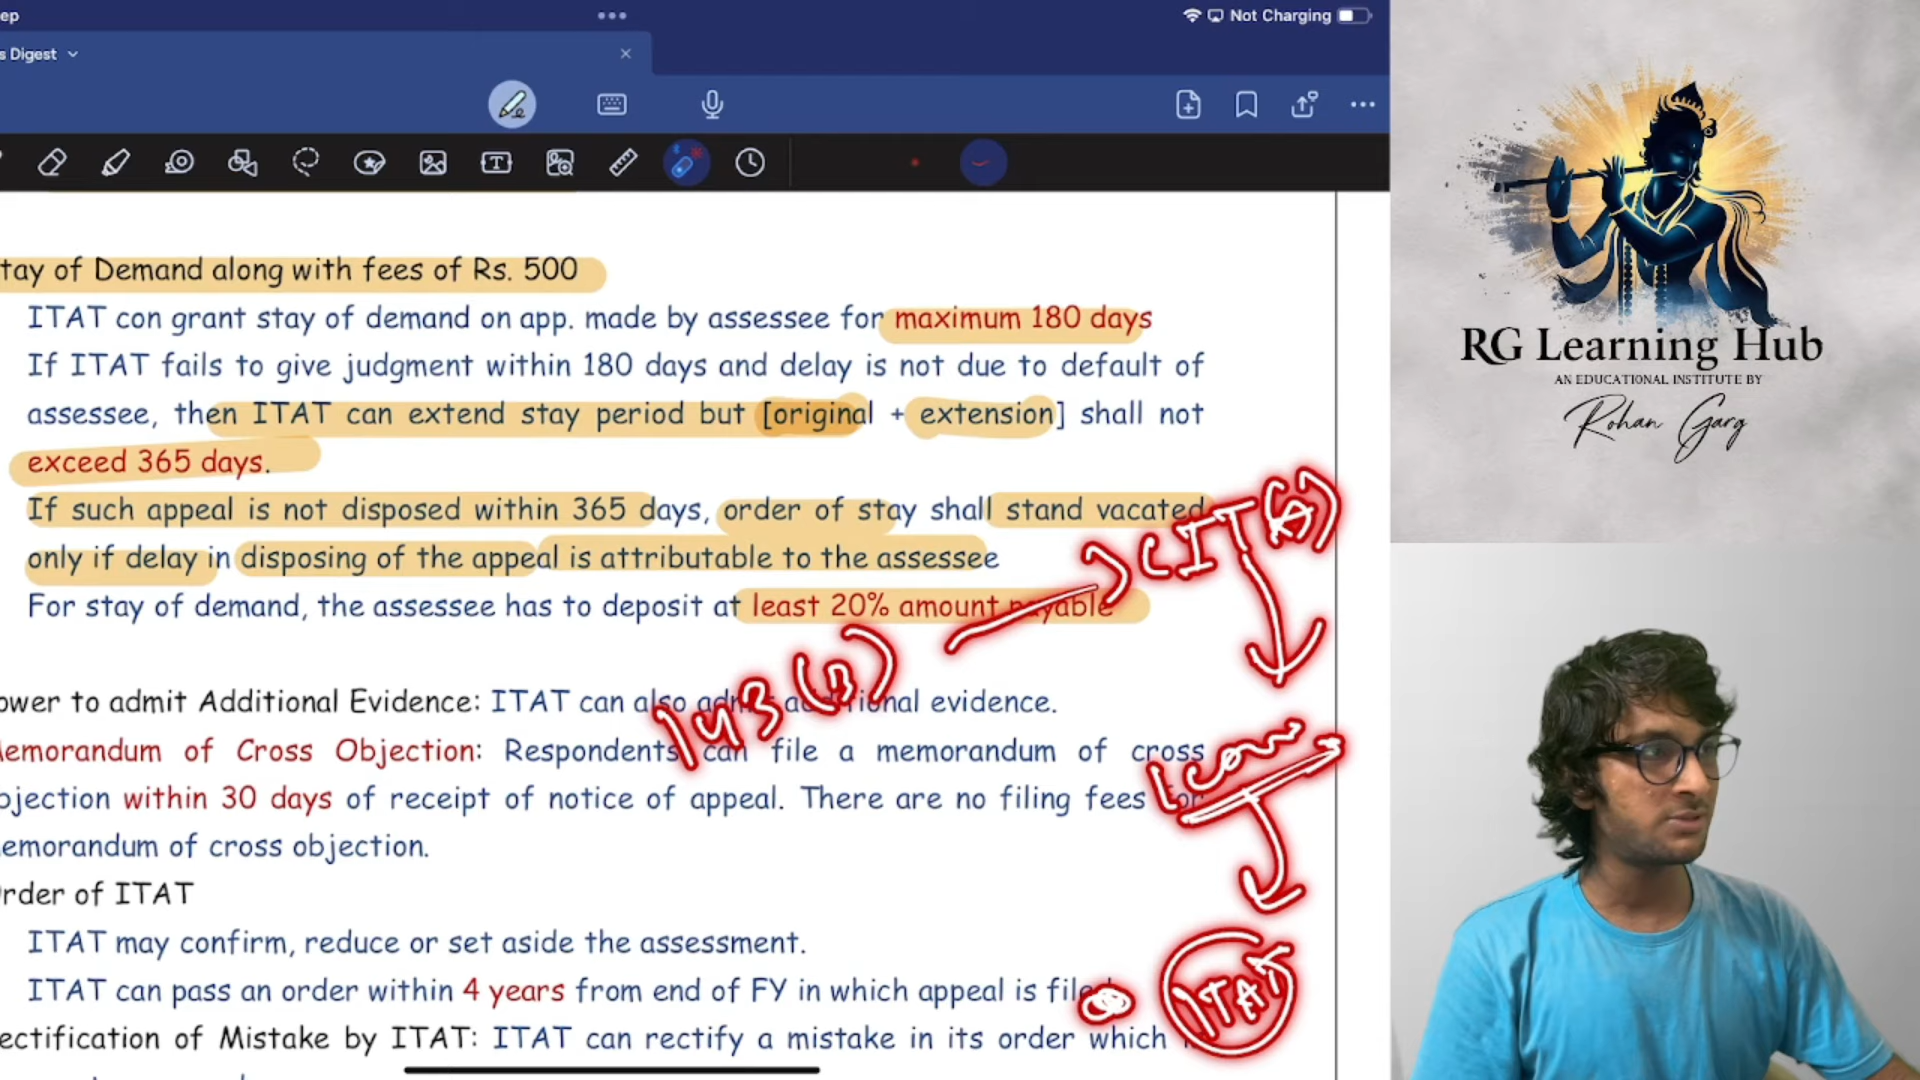 ep
Not Charging
s Digest
tay of Demand along with fees of Rs. 500
ITAT con grant stay of demand on app. made by assessee for maximum 180 days
If ITAT fails to give judgment within 180 days and delay is not due to default of
assessee, then ITAT can extend stay period but [original + extension] shall not
exceed 365 days.
If such appeal is not disposed within 365 days, order of stay shall stand vacated
only if delay in disposing of the appeal is attributable to the assessee
For stay of demand, the assessee has to deposit at least 20% amount payable
CIT(A)
143(3)
ower to admit Additional Evidence: ITAT can also admit additional evidence.
Memorandum of Cross Objection: Respondents can file a memorandum of cross
bjection within 30 days of receipt of notice of appeal. There are no filing fees for
emorandum of cross objection.
rder of ITAT
ITAT may confirm, reduce or set aside the assessment.
ITAT can pass an order within 4 years from end of FY in which appeal is filed
ITAT
ectification of Mistake by ITAT: ITAT can rectify a mistake in its order which
RG Learning Hub
AN EDUCATIONAL INSTITUTE BY
Rohan Garg